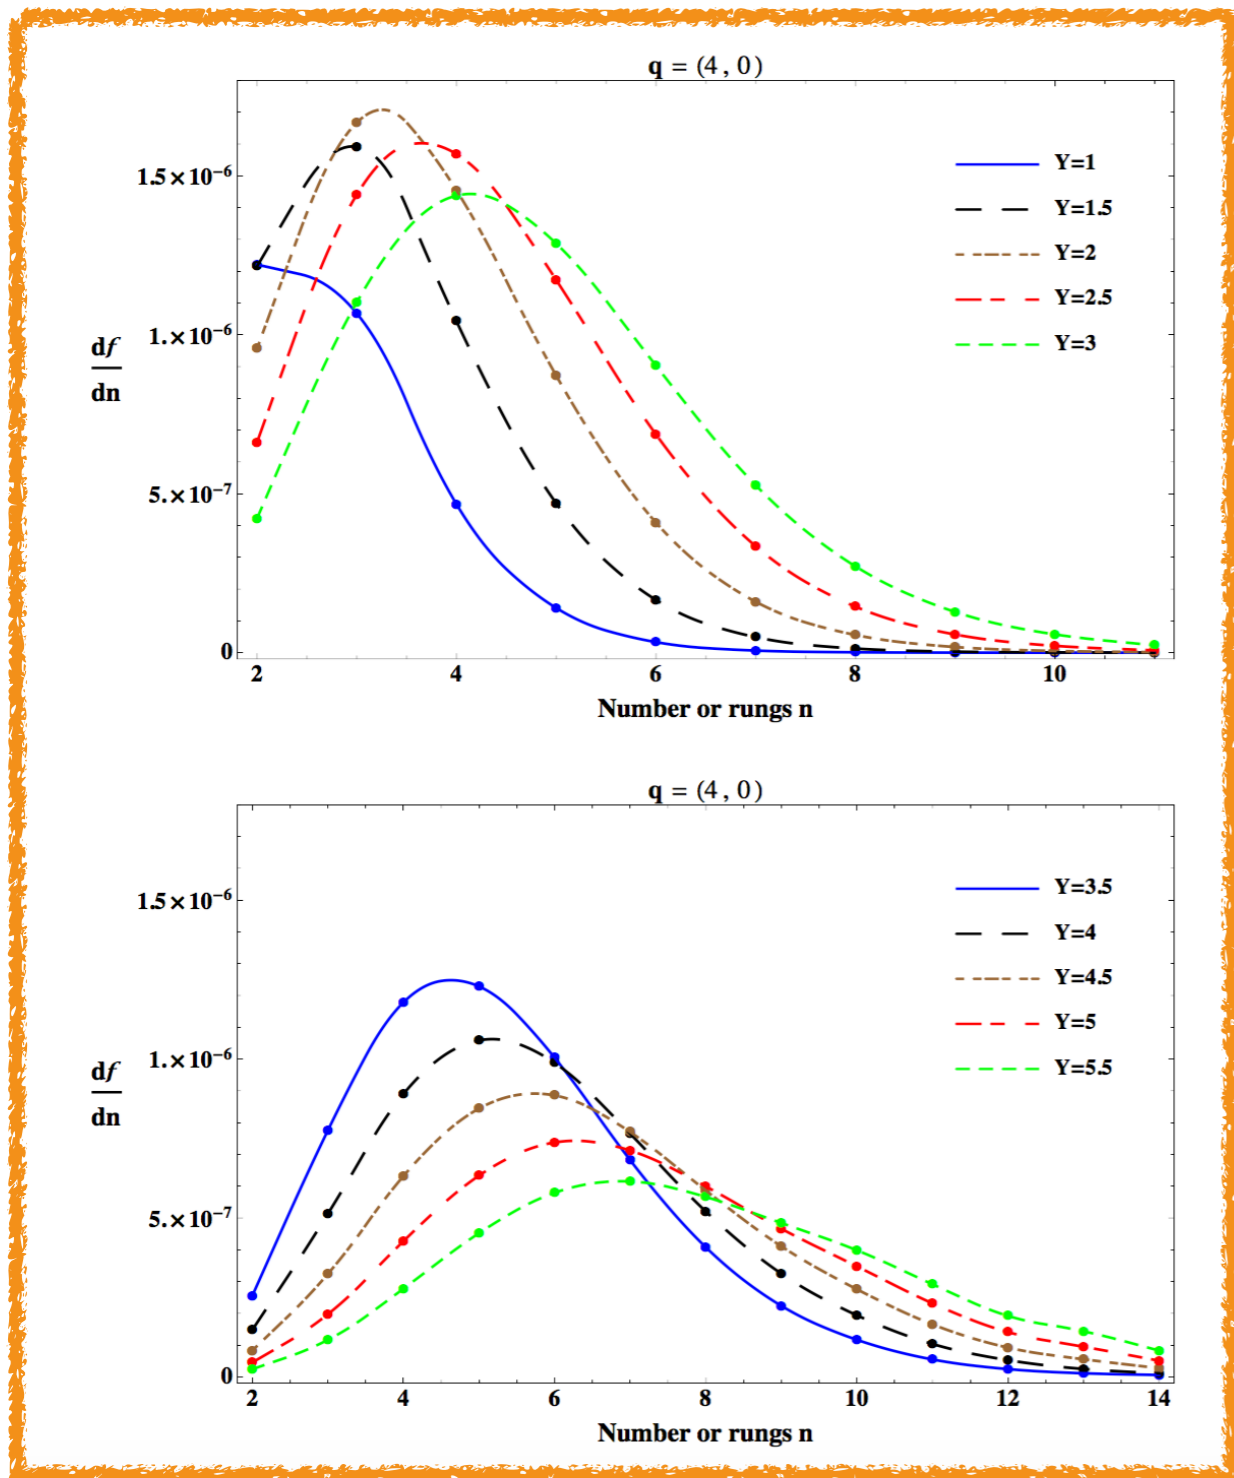 q = (4, 0)
1.5×10⁻⁶
1.×10⁻⁶
5.×10⁻⁷
0
df
dn
Y=1
Y=1.5
Y=2
Y=2.5
Y=3
2 4 6 8 10
Number or rungs n
q = (4, 0)
1.5×10⁻⁶
1.×10⁻⁶
5.×10⁻⁷
0
df
dn
Y=3.5
Y=4
Y=4.5
Y=5
Y=5.5
2 4 6 8 10 12 14
Number or rungs n